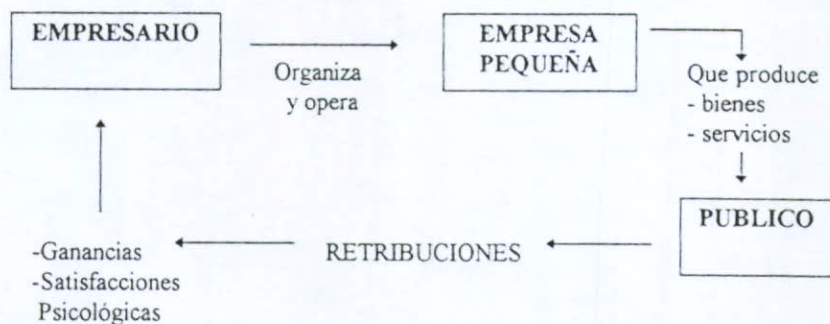 EMPRESARIO
Organiza
y opera
EMPRESA
PEQUEÑA
Que produce
- bienes
- servicios
PUBLICO
RETRIBUCIONES
-Ganancias
-Satisfacciones
Psicológicas